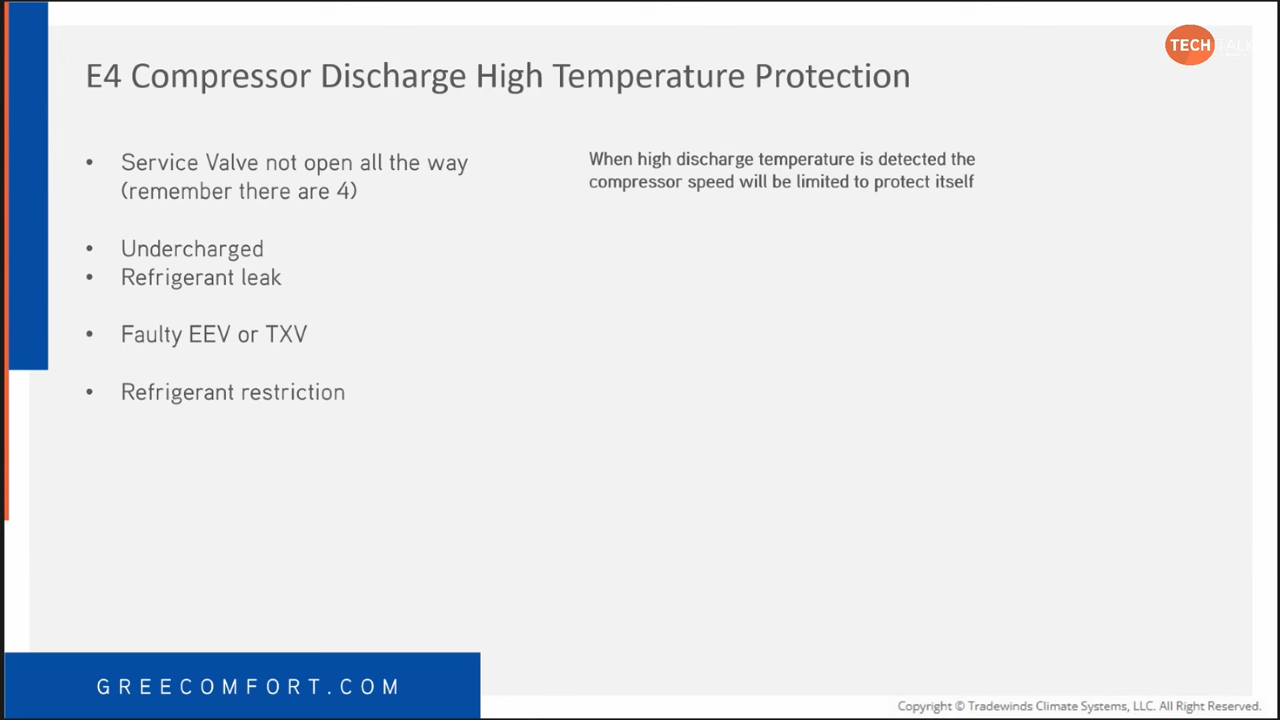 TECH TALK
E4 Compressor Discharge High Temperature Protection
• Service Valve not open all the way
(remember there are 4)
• Undercharged
• Refrigerant leak
• Faulty EEV or TXV
• Refrigerant restriction
When high discharge temperature is detected the
compressor speed will be limited to protect itself
GREECOMFORT.COM
Copyright © Tradewinds Climate Systems, LLC. All Right Reserved.